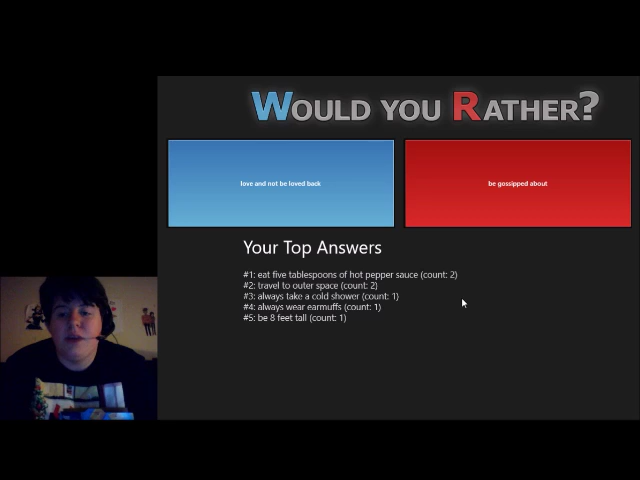 WOULD YOU RATHER?
love and not be loved back
be gossipped about
Your Top Answers
#1: eat five tablespoons of hot pepper sauce (count: 2)
#2: travel to outer space (count: 2)
#3: always take a cold shower (count: 1)
#4: always wear earmuffs (count: 1)
#5: be 8 feet tall (count: 1)